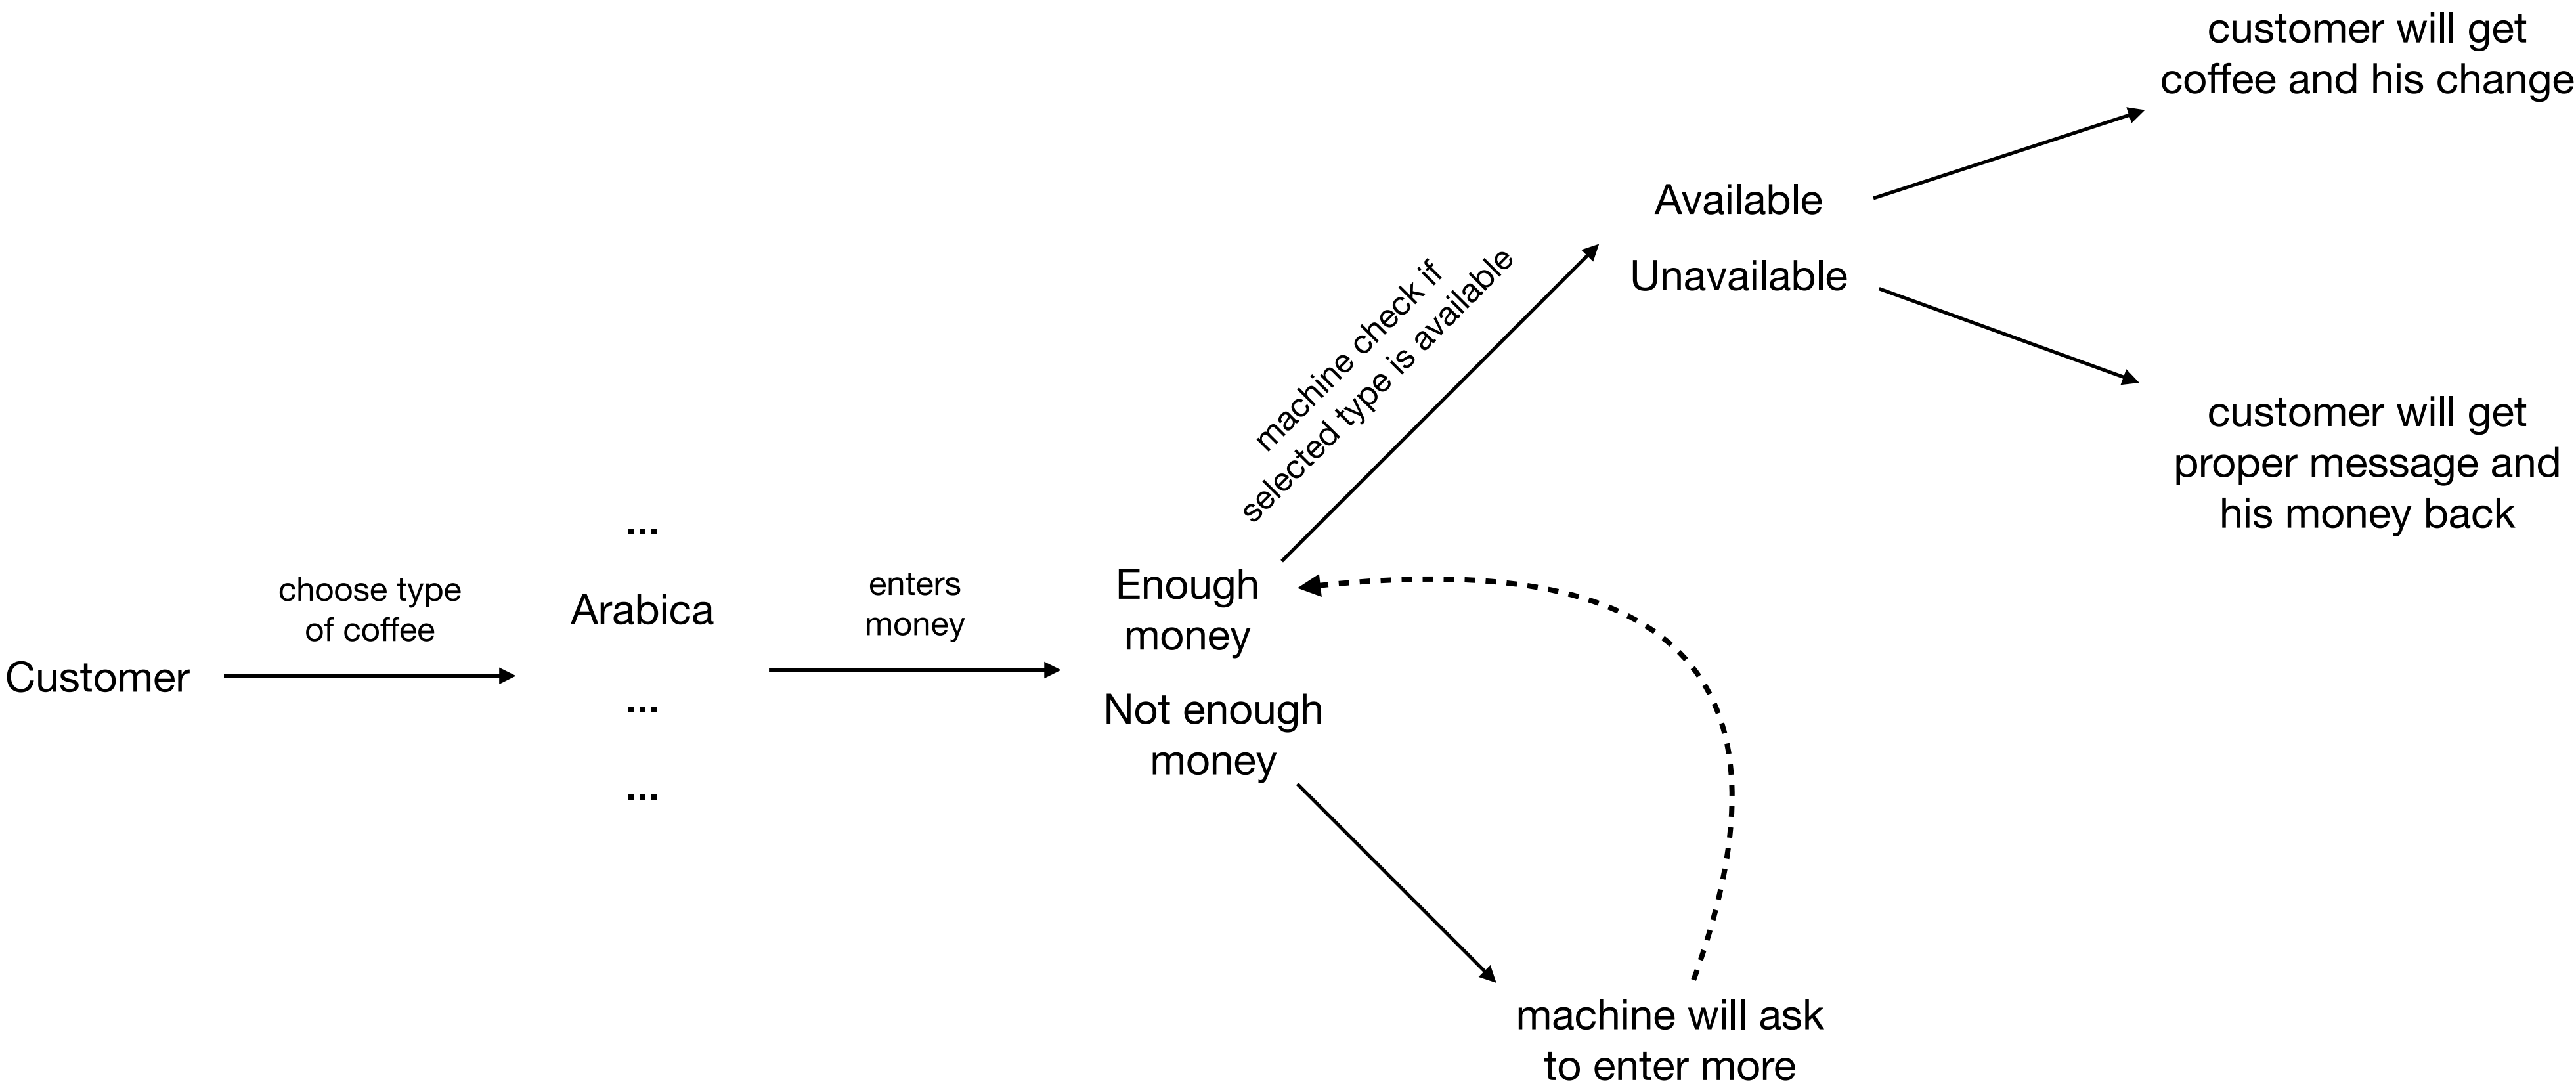 customer will get
coffee and his change
Available
Unavailable
machine check if
selected type is available
customer will get
proper message and
his money back
...
Arabica
...
...
choose type
of coffee
Customer
enters
money
Enough
money
Not enough
money
machine will ask
to enter more